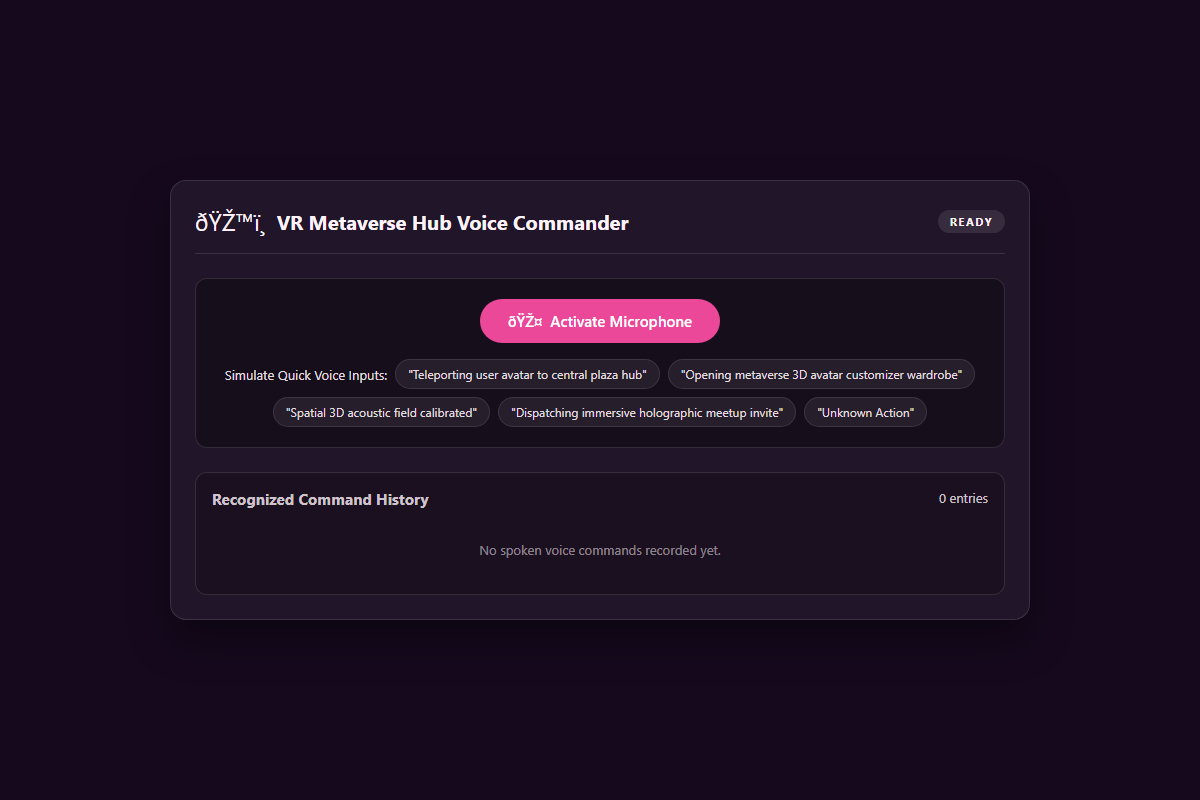 ðŸŽ™ï¸ VR Metaverse Hub Voice Commander
READY
ðŸŽ¤ Activate Microphone
Simulate Quick Voice Inputs: "Teleporting user avatar to central plaza hub" "Opening metaverse 3D avatar customizer wardrobe"
"Spatial 3D acoustic field calibrated" "Dispatching immersive holographic meetup invite" "Unknown Action"
Recognized Command History
0 entries
No spoken voice commands recorded yet.